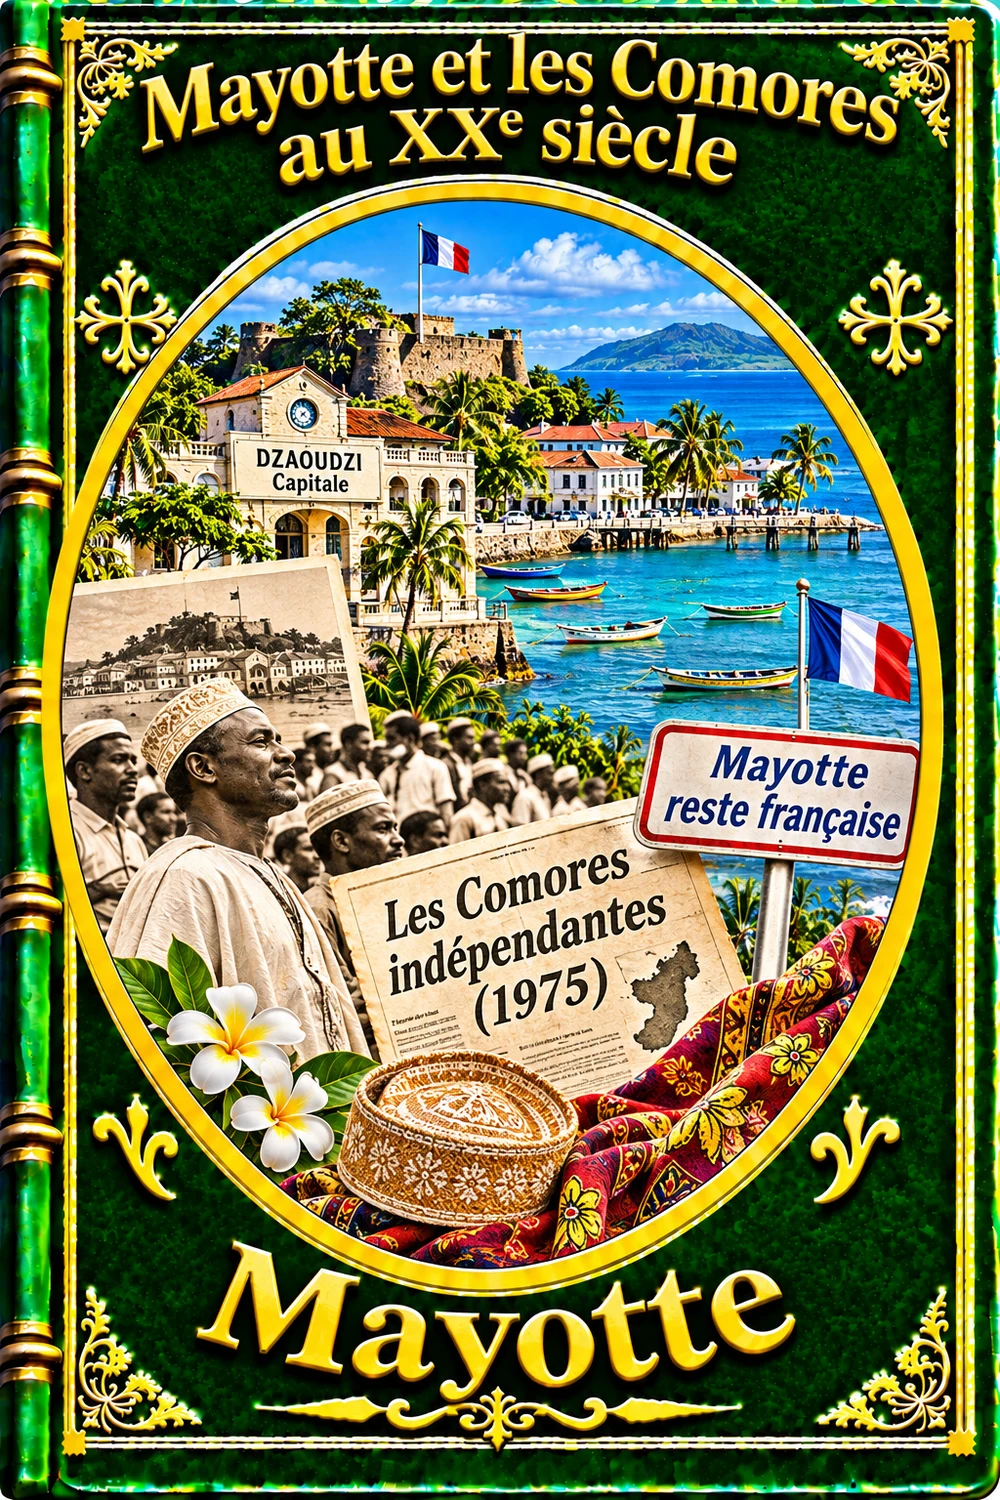 Mayotte et les Comores
au XXe siècle
DZAOUDZI
Capitale
Mayotte
reste française
Les Comores
indépendantes
(1975)
Mayotte